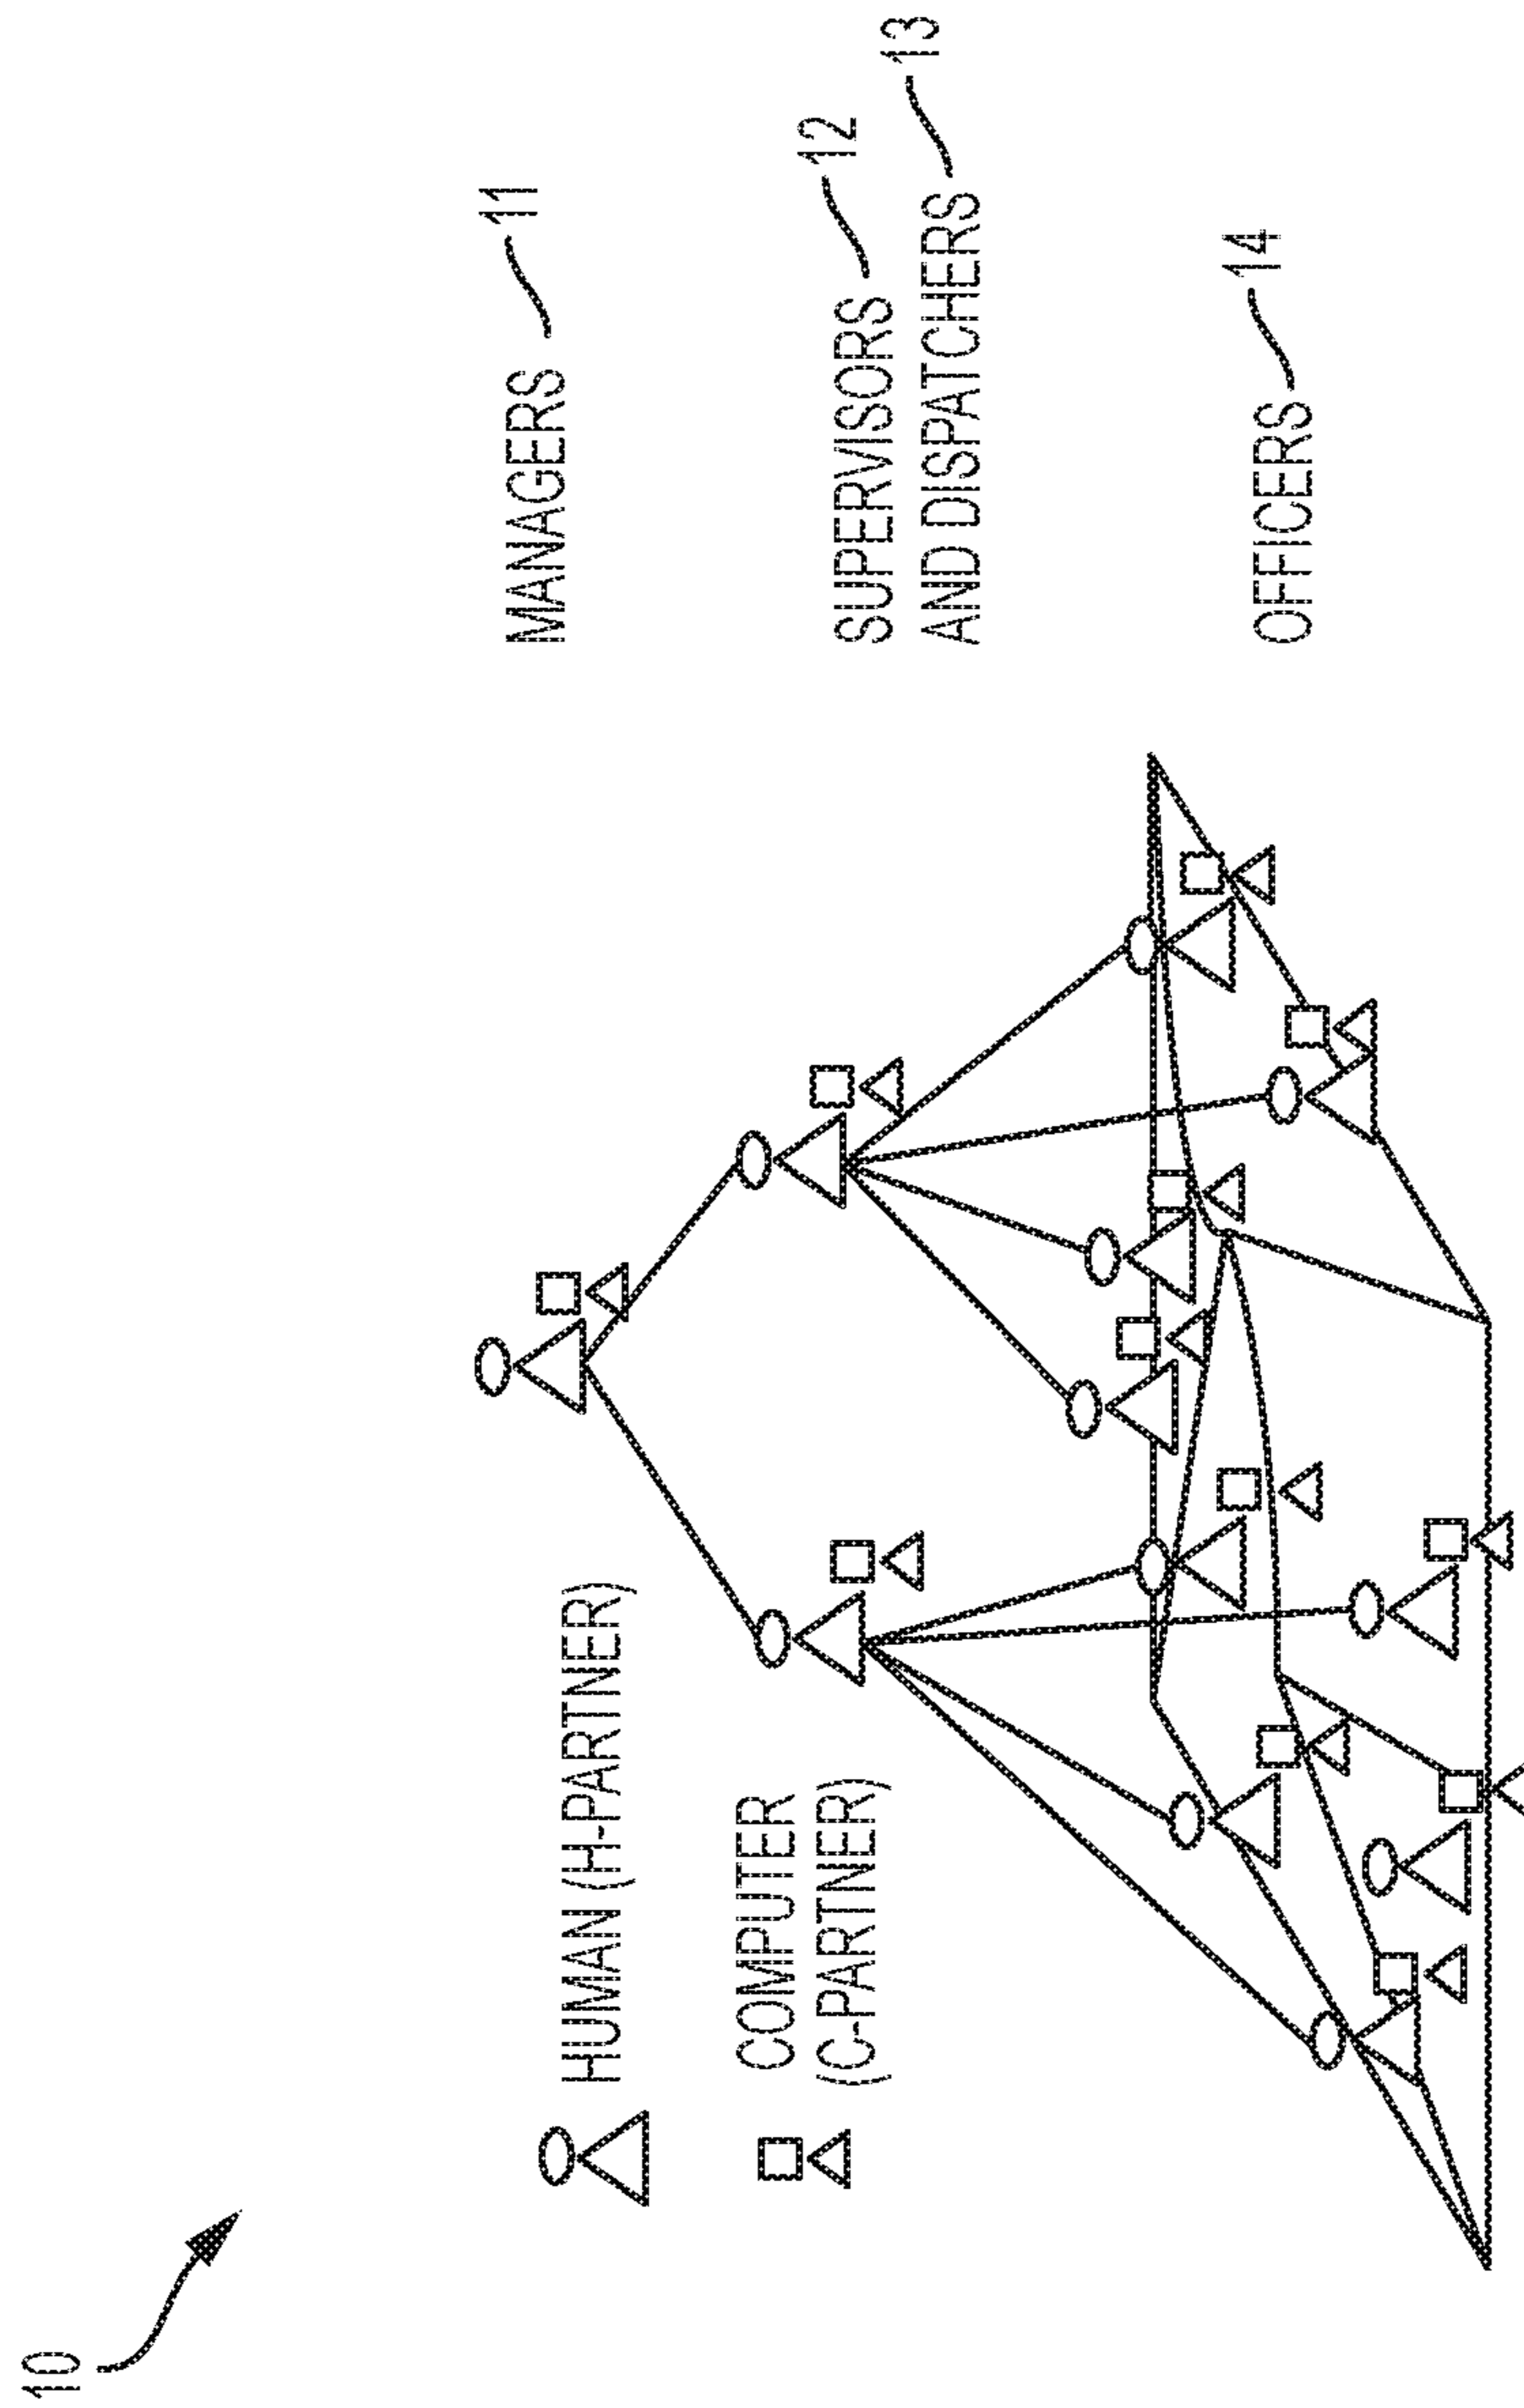 10
HUMAN (H-PARTNER)
COMPUTER
(C-PARTNER)
MANAGERS 11
SUPERVISORS 12
AND DISPATCHERS 13
OFFICERS 14